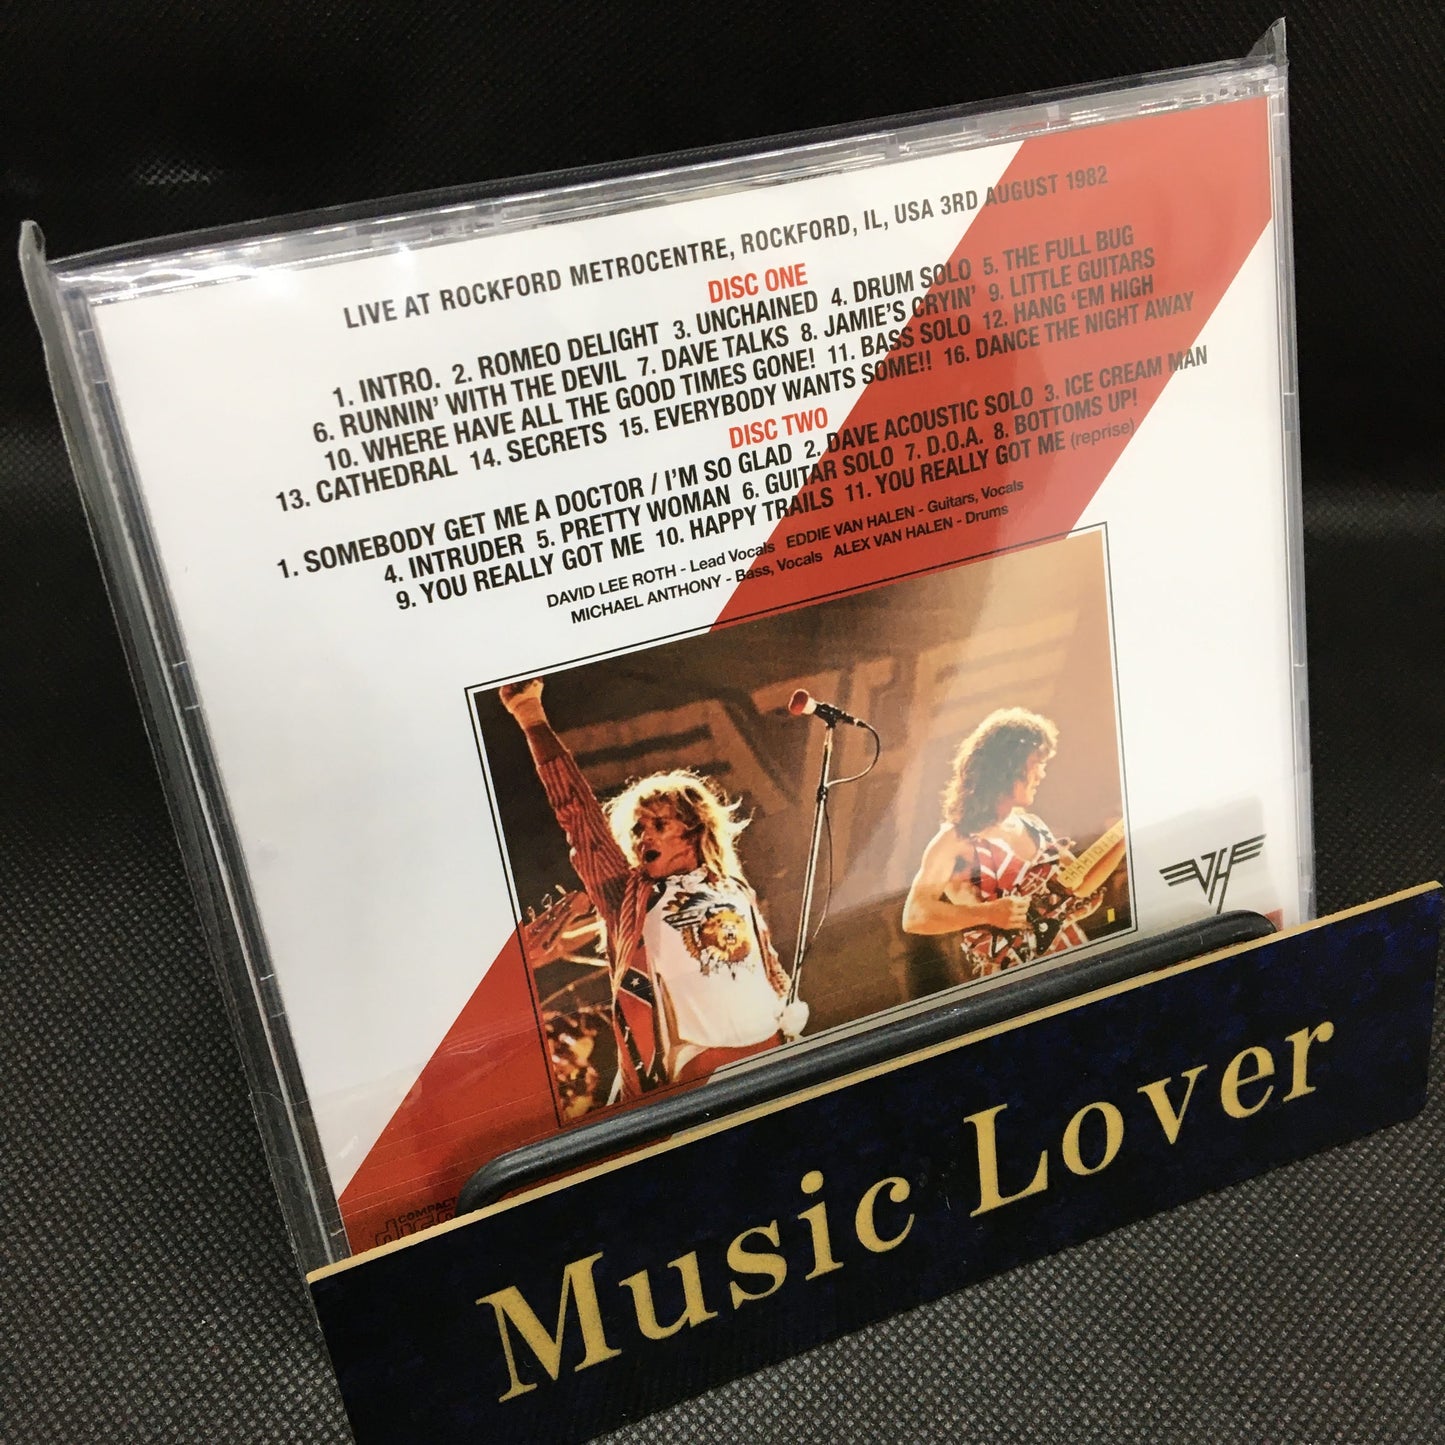 LIVE AT ROCKFORD METROCENTRE, ROCKFORD, IL, USA 3RD AUGUST 1982
DISC ONE
1. INTRO. 2. ROMEO DELIGHT 3. UNCHAINED 4. DRUM SOLO 5. THE FULL BUG
6. RUNNIN' WITH THE DEVIL 7. DAVE TALKS 8. JAMIE'S CRYIN' 9. LITTLE GUITARS
10. WHERE HAVE ALL THE GOOD TIMES GONE! 11. BASS SOLO 12. HANG 'EM HIGH
13. CATHEDRAL 14. SECRETS 15. EVERYBODY WANTS SOME!! 16. DANCE THE NIGHT AWAY
DISC TWO
1. SOMEBODY GET ME A DOCTOR / I'M SO GLAD 2. DAVE ACOUSTIC SOLO 3. ICE CREAM MAN
4. INTRUDER 5. PRETTY WOMAN 6. GUITAR SOLO 7. D.O.A. 8. BOTTOMS UP!
9. YOU REALLY GOT ME 10. HAPPY TRAILS 11. YOU REALLY GOT ME (reprise)
DAVID LEE ROTH - Lead Vocals EDDIE VAN HALEN - Guitars, Vocals
MICHAEL ANTHONY - Bass, Vocals ALEX VAN HALEN - Drums
VH
COMPACT
Music Lover